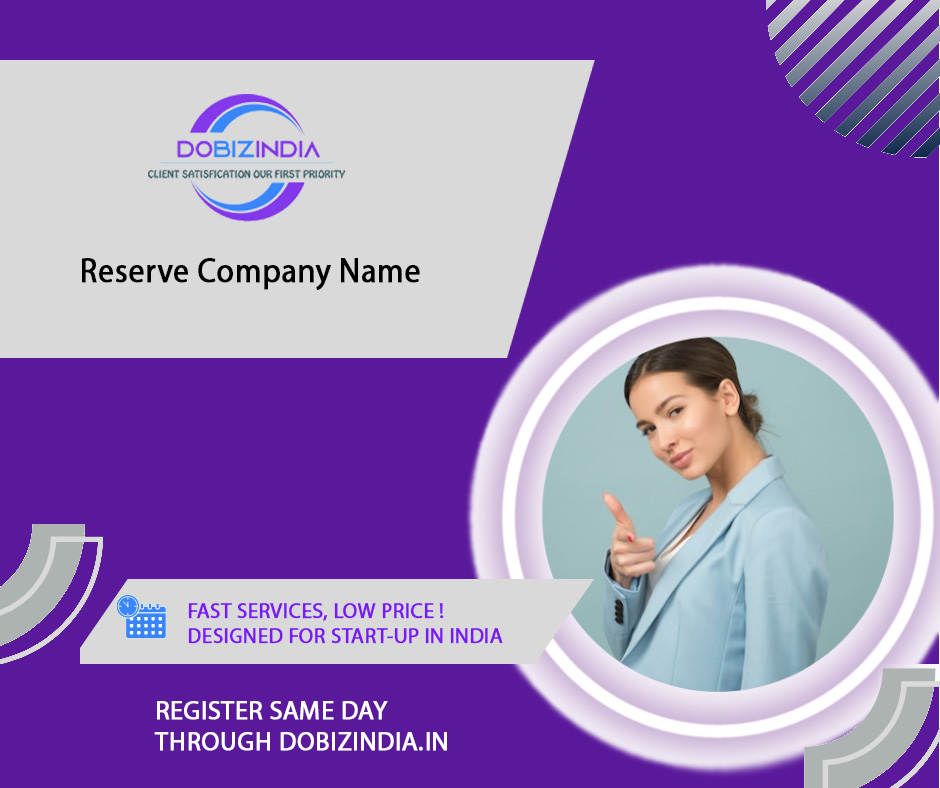 DOBIZINDIA
CLIENT SATISFICATION OUR FIRST PRIORITY
Reserve Company Name
FAST SERVICES, LOW PRICE !
DESIGNED FOR START-UP IN INDIA
REGISTER SAME DAY
THROUGH DOBIZINDIA.IN